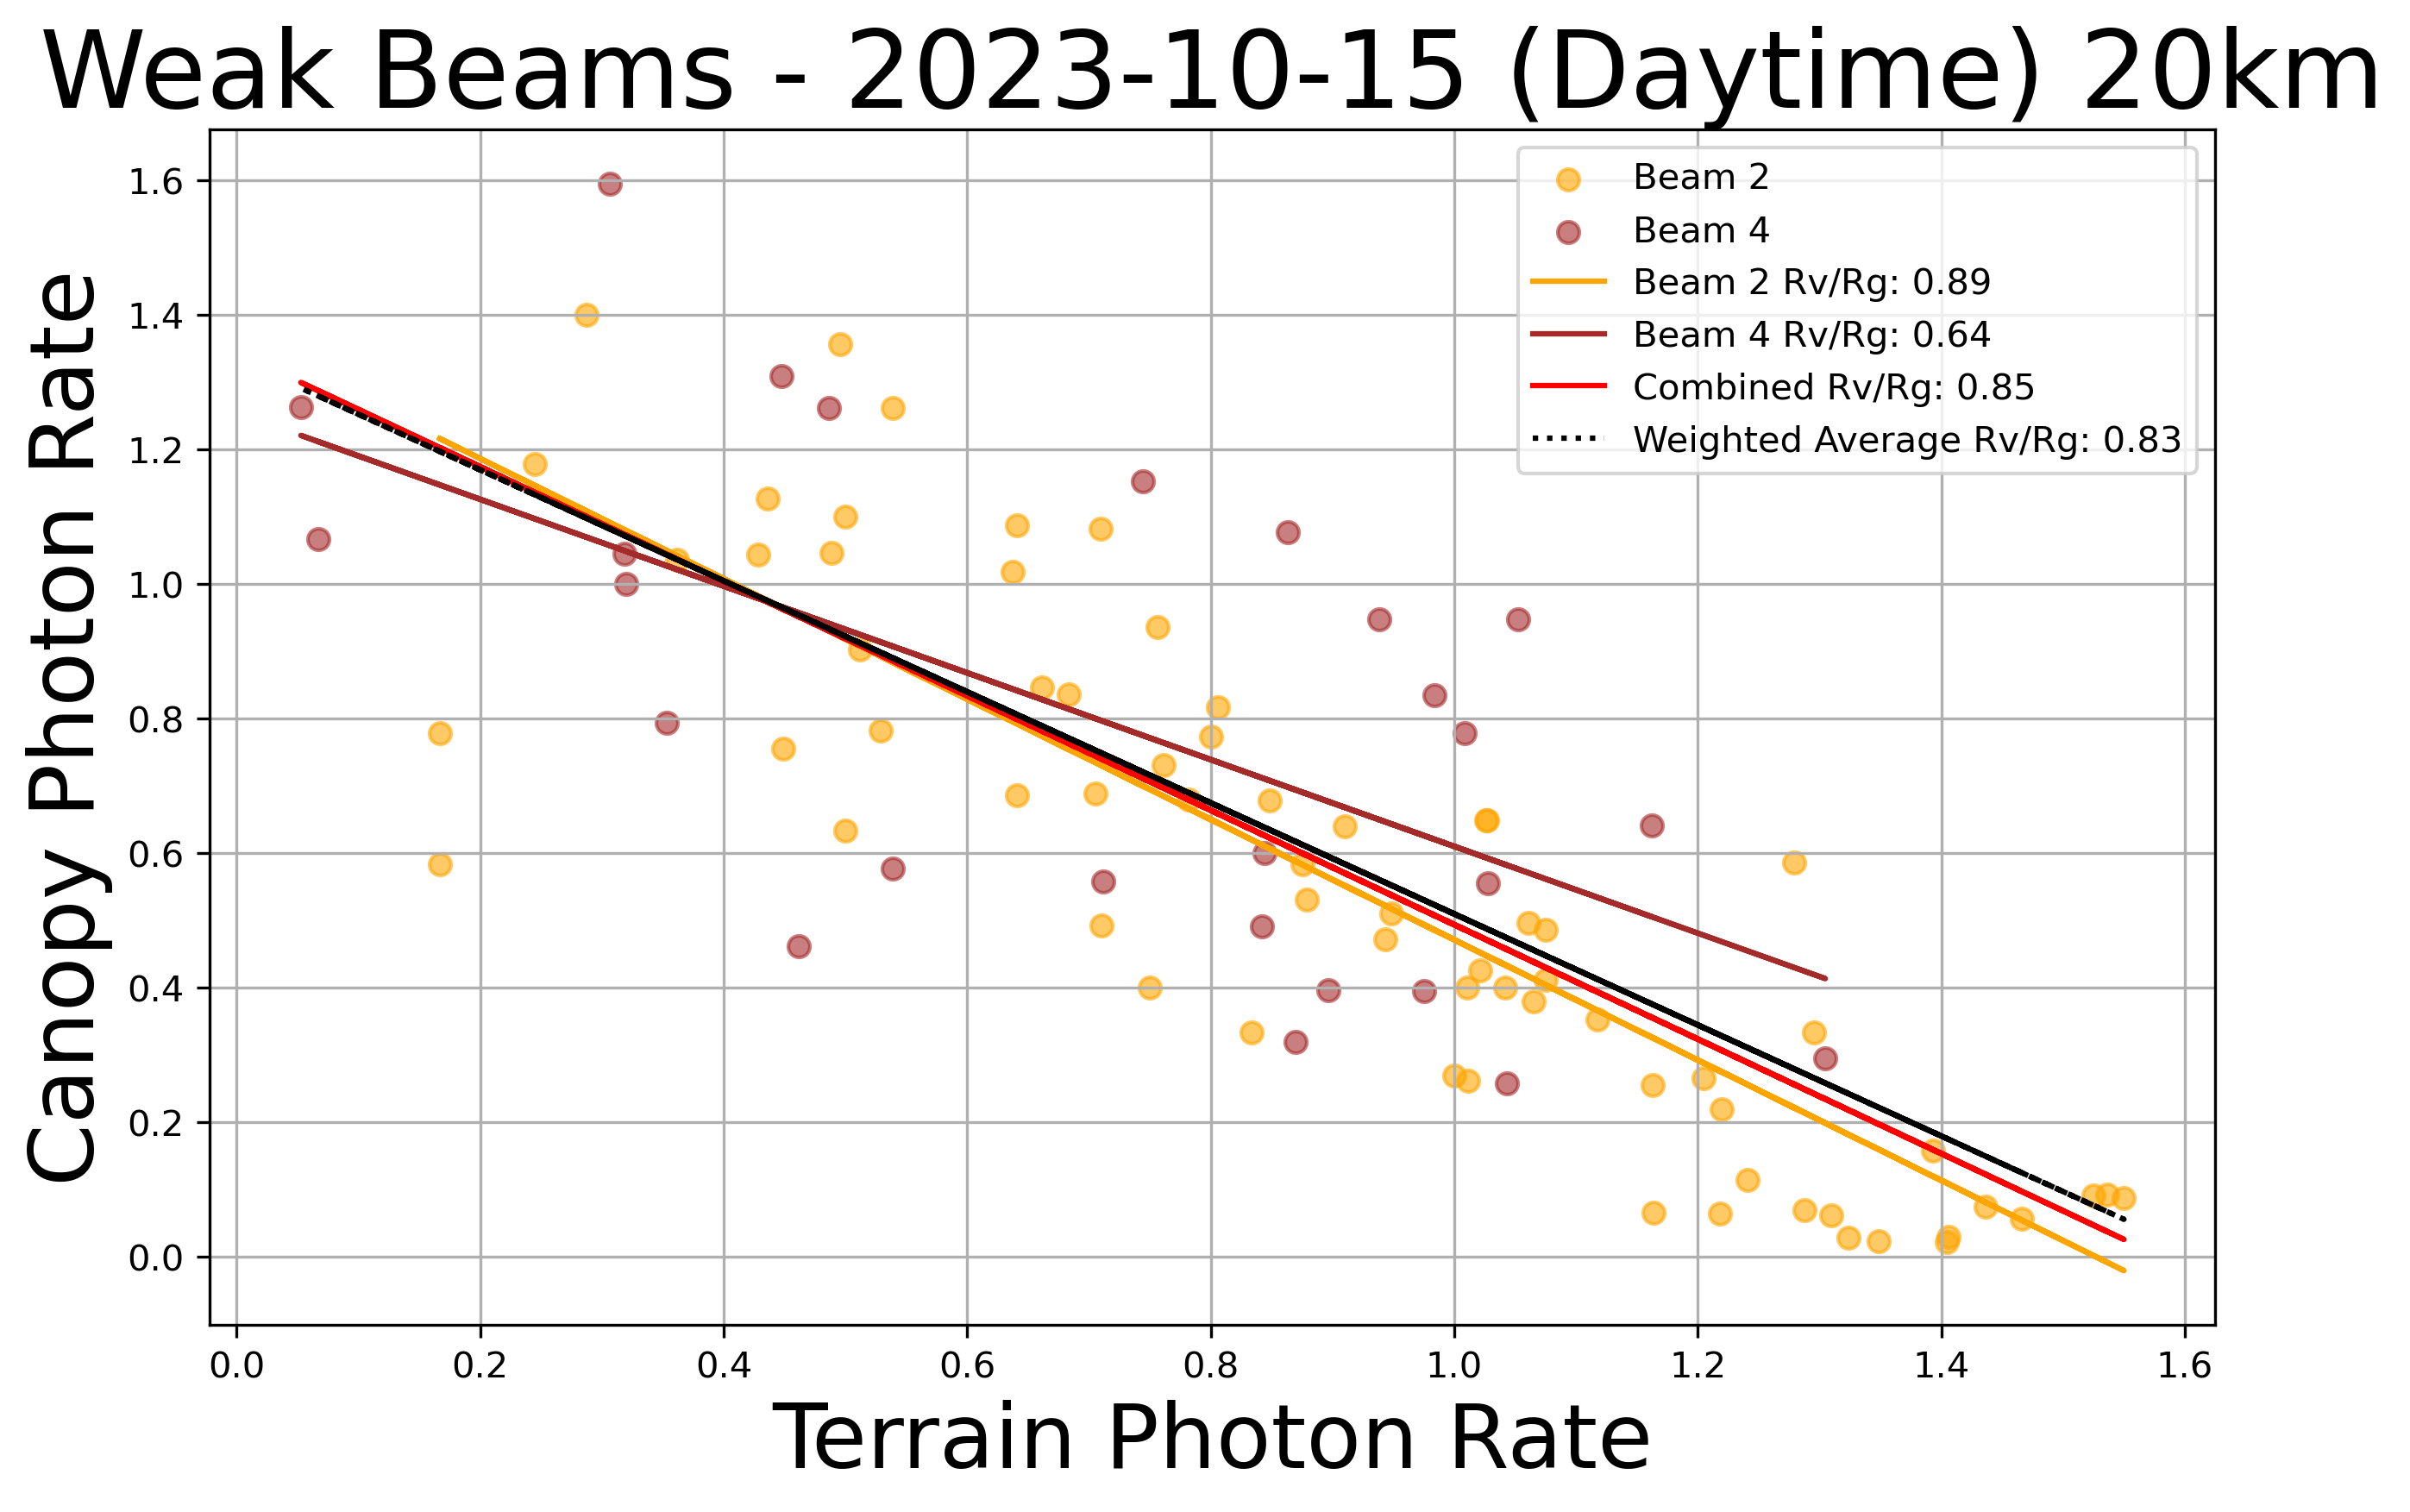 Weak Beams - 2023-10-15 (Daytime) 20km
Canopy Photon Rate
1.6
1.4
1.2
1.0
0.8
0.6
0.4
0.2
0.0
Beam 2
Beam 4
Beam 2 Rv/Rg: 0.89
Beam 4 Rv/Rg: 0.64
Combined Rv/Rg: 0.85
Weighted Average Rv/Rg: 0.83
0.0 0.2 0.4 0.6 0.8 1.0 1.2 1.4 1.6
Terrain Photon Rate